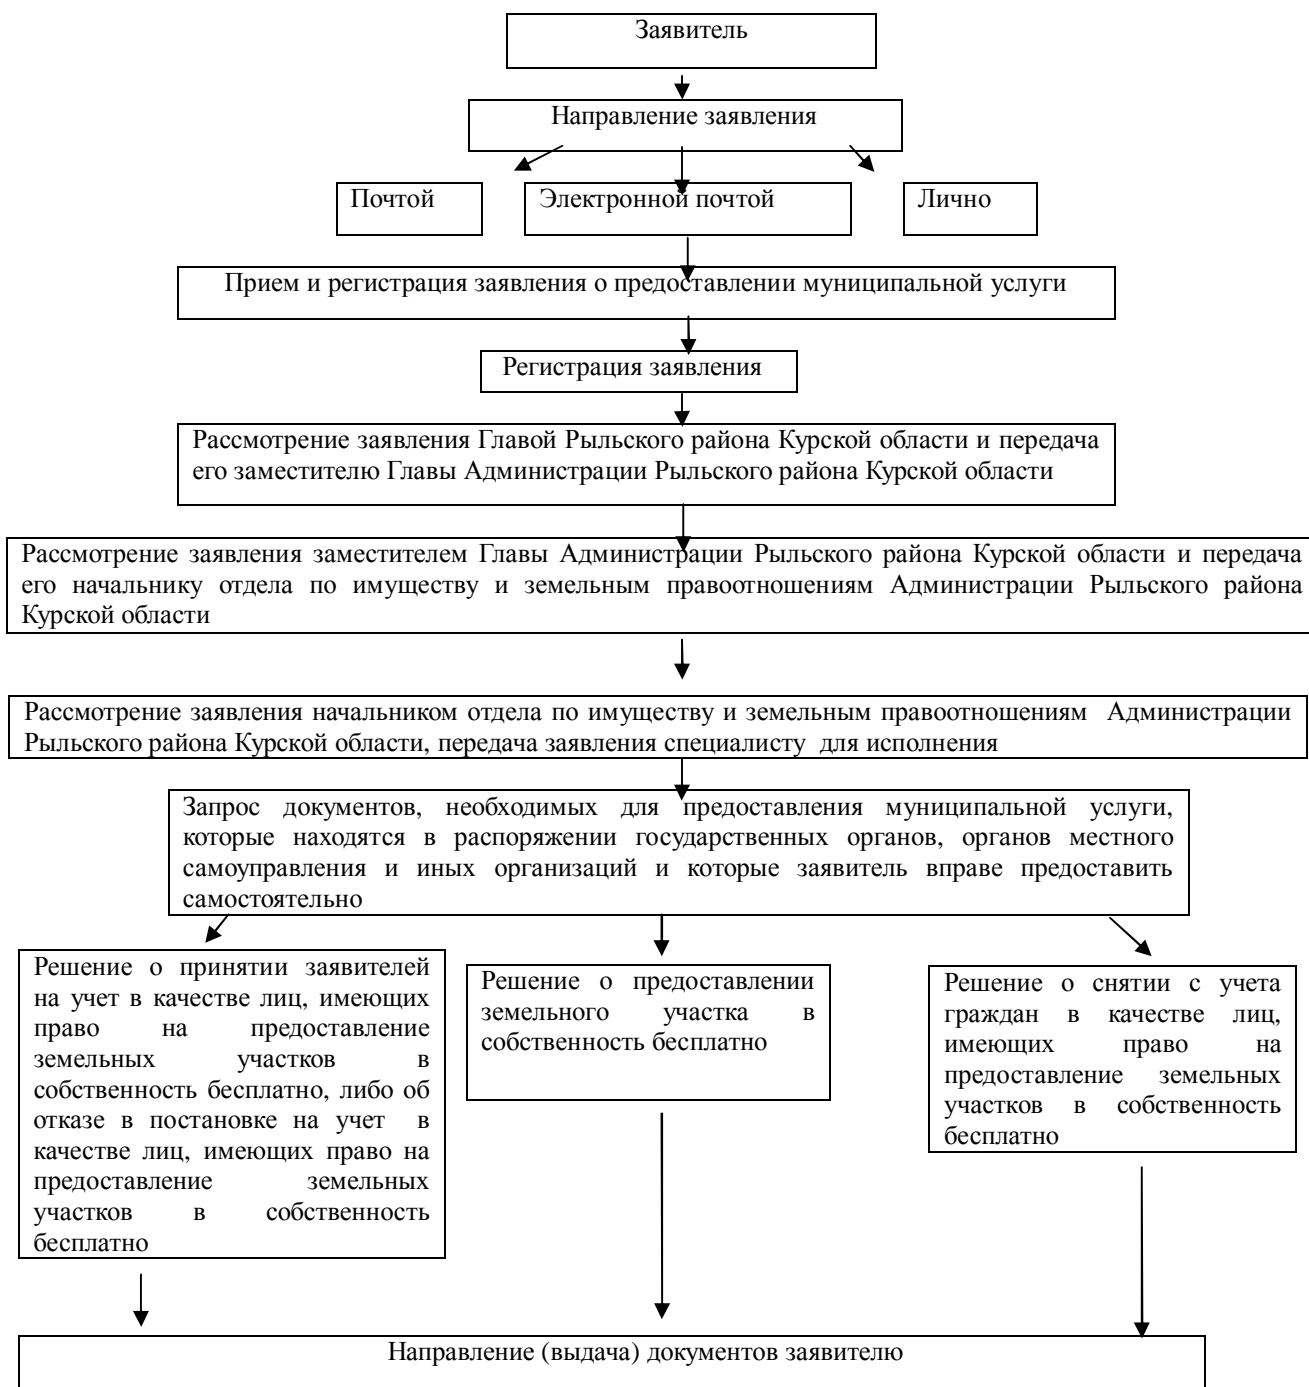 Заявитель
Направление заявления
Почтой
Электронной почтой
Лично
Прием и регистрация заявления о предоставлении муниципальной услуги
Регистрация заявления
Рассмотрение заявления Главой Рыльского района Курской области и передача
его заместителю Главы Администрации Рыльского района Курской области
Рассмотрение заявления заместителем Главы Администрации Рыльского района Курской области и передача
его начальнику отдела по имуществу и земельным правоотношениям Администрации Рыльского района
Курской области
Рассмотрение заявления начальником отдела по имуществу и земельным правоотношениям Администрации
Рыльского района Курской области, передача заявления специалисту для исполнения
Запрос документов, необходимых для предоставления муниципальной услуги,
которые находятся в распоряжении государственных органов, органов местного
самоуправления и иных организаций и которые заявитель вправе предоставить
самостоятельно
Решение о принятии заявителей
на учет в качестве лиц, имеющих
право на предоставление
земельных участков в
собственность бесплатно, либо об
отказе в постановке на учет в
качестве лиц, имеющих право на
предоставление земельных
участков в собственность
бесплатно
Решение о предоставлении
земельного участка в
собственность бесплатно
Решение о снятии с учета
граждан в качестве лиц,
имеющих право на
предоставление земельных
участков в собственность
бесплатно
Направление (выдача) документов заявителю